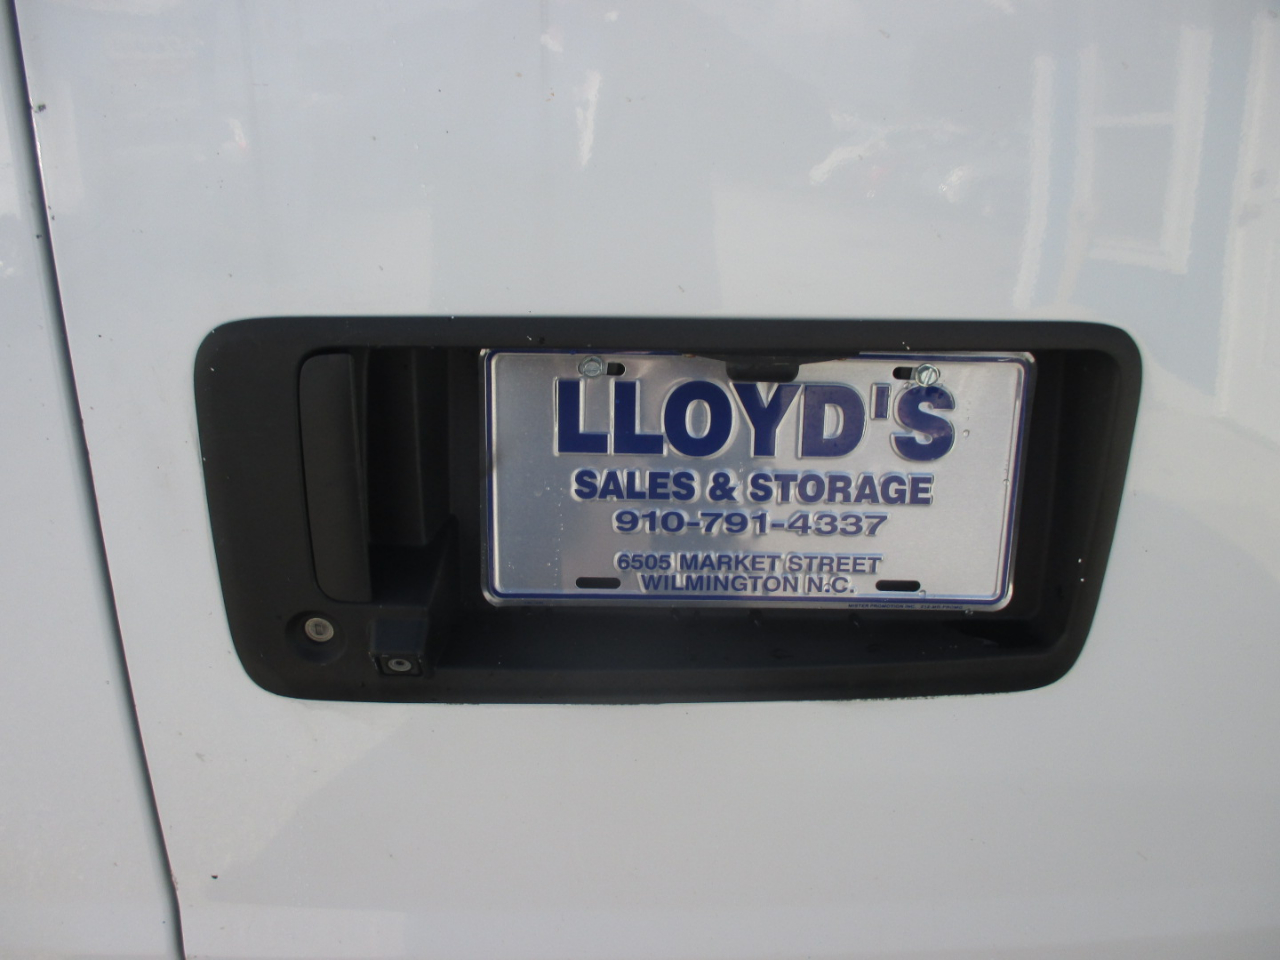 LLOYD'S
SALES & STORAGE
910-791-4337
6505 MARKET STREET
WILMINGTON N.C.